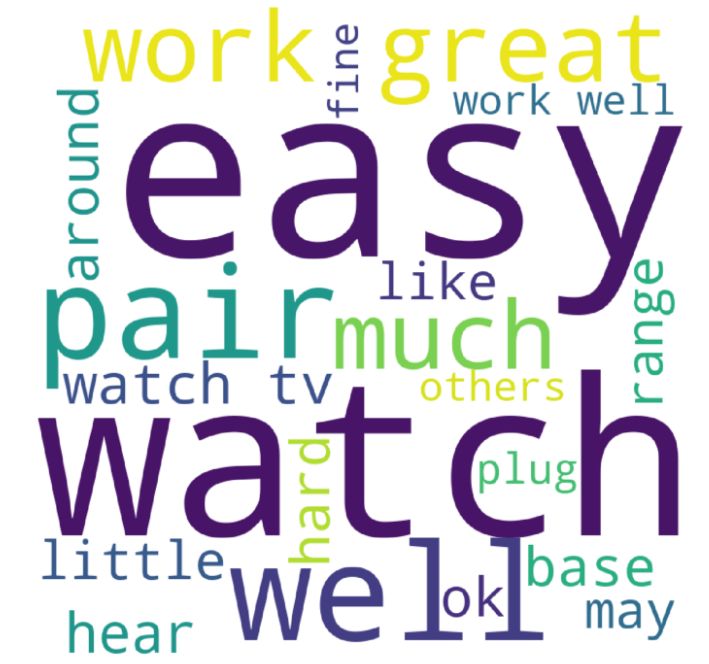 work great
fine
work well
around
easy
like
range
pair
much
watch tv
others
watch
hard
plug
little
well
ok
base
may
hear